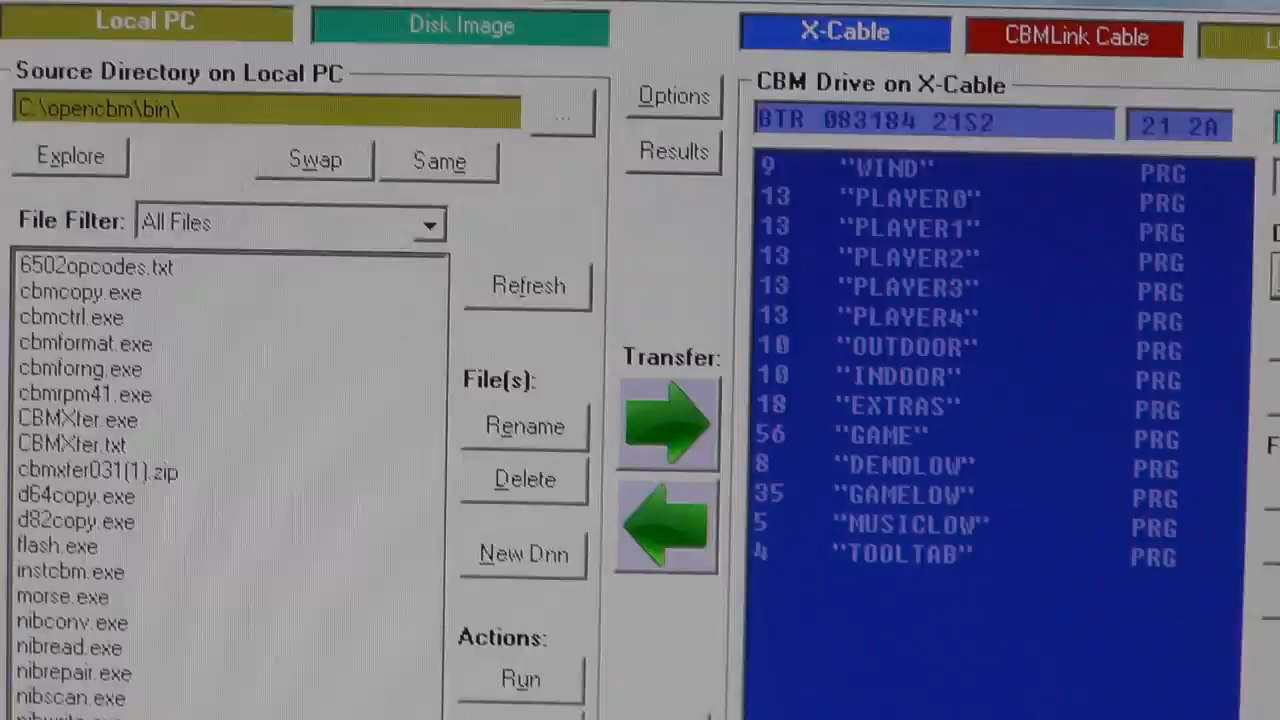 Local PC
Disk Image
X-Cable
CBMLink Cable
Source Directory on Local PC
C:\opencbm\bin\
...
Explore
Swap
Same
File Filter: All Files
6502opcodes.txt
cbmcopy.exe
cbmctrl.exe
cbmformat.exe
cbmforng.exe
cbmrpm41.exe
CBMXfer.exe
CBMXfer.txt
cbmxfer031(1).zip
d64copy.exe
d82copy.exe
flash.exe
instcbm.exe
morse.exe
nibconv.exe
nibread.exe
nibrepair.exe
nibscan.exe
Refresh
File(s):
Rename
Delete
New Dnn
Actions:
Run
Options
Results
Transfer:
CBM Drive on X-Cable
BTR 083184 21S2
21 2A
9 "WIND" PRG
13 "PLAYER0" PRG
13 "PLAYER1" PRG
13 "PLAYER2" PRG
13 "PLAYER3" PRG
13 "PLAYER4" PRG
10 "OUTDOOR" PRG
10 "INDOOR" PRG
18 "EXTRAS" PRG
56 "GAME" PRG
8 "DEMOLOW" PRG
35 "GAMELOW" PRG
5 "MUSICLOW" PRG
4 "TOOLTAB" PRG